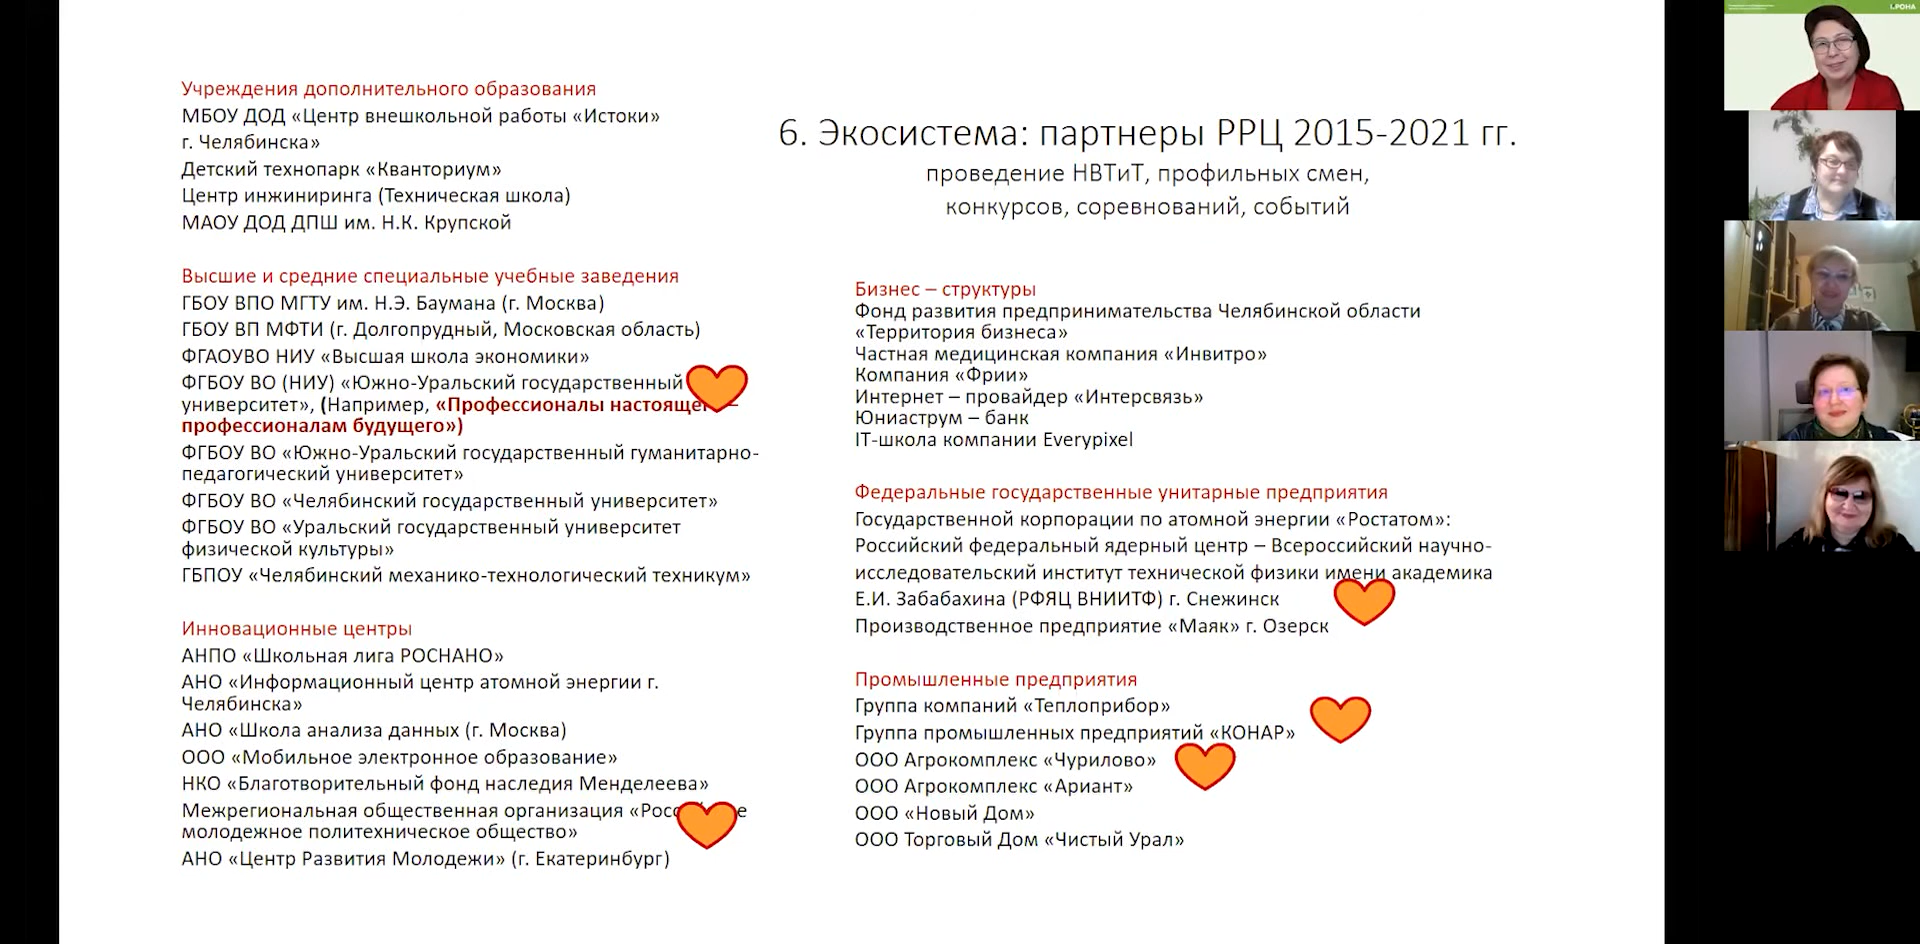 Учреждения дополнительного образования
МБОУ ДОД «Центр внешкольной работы «Истоки»
г. Челябинска»
Детский технопарк «Кванториум»
Центр инжиниринга (Техническая школа)
МАОУ ДОД ДПШ им. Н.К. Крупской
Высшие и средние специальные учебные заведения
ГБОУ ВПО МГТУ им. Н.Э. Баумана (г. Москва)
ГБОУ ВП МФТИ (г. Долгопрудный, Московская область)
ФГАОУВО НИУ «Высшая школа экономики»
ФГБОУ ВО (НИУ) «Южно-Уральский государственный
университет», (Например, «Профессионалы –
профессионалам будущего»)
ФГБОУ ВО «Южно-Уральский государственный гуманитарно-
педагогический университет»
ФГБОУ ВО «Челябинский государственный университет»
ФГБОУ ВО «Уральский государственный университет
физической культуры»
ГБПОУ «Челябинский механико-технологический техникум»
Инновационные центры
АНПО «Школьная лига РОСНАНО»
АНО «Информационный центр атомной энергии г.
Челябинска»
АНО «Школа анализа данных (г. Москва)
ООО «Мобильное электронное образование»
НКО «Благотворительный фонд наследия Менделеева»
Межрегиональная общественная организация
молодежное политехническое общество»
АНО «Центр Развития Молодежи» (г. Екатеринбург)
6. Экосистема: партнеры РРЦ 2015-2021 гг.
проведение НВТиТ, профильных смен,
конкурсов, соревнований, событий
Бизнес – структуры
Фонд развития предпринимательства Челябинской области
«Территория бизнеса»
Частная медицинская компания «Инвитро»
Компания «Фрии»
Интернет – провайдер «Интерсвязь»
Юниаструм – банк
IT-школа компании Everypixel
Федеральные государственные унитарные предприятия
Государственной корпорации по атомной энергии «Ростатом»:
Российский федеральный ядерный центр – Всероссийский научно-
исследовательский институт технической физики имени академика
Е.И. Забабахина (РФЯЦ ВНИИТФ) г. Снежинск
Производственное предприятие «Маяк» г. Озерск
Промышленные предприятия
Группа компаний «Теплоприбор»
Группа промышленных предприятий «КОНАР»
ООО Агрокомплекс «Чурилово»
ООО Агрокомплекс «Ариант»
ООО «Новый Дом»
ООО Торговый Дом «Чистый Урал»